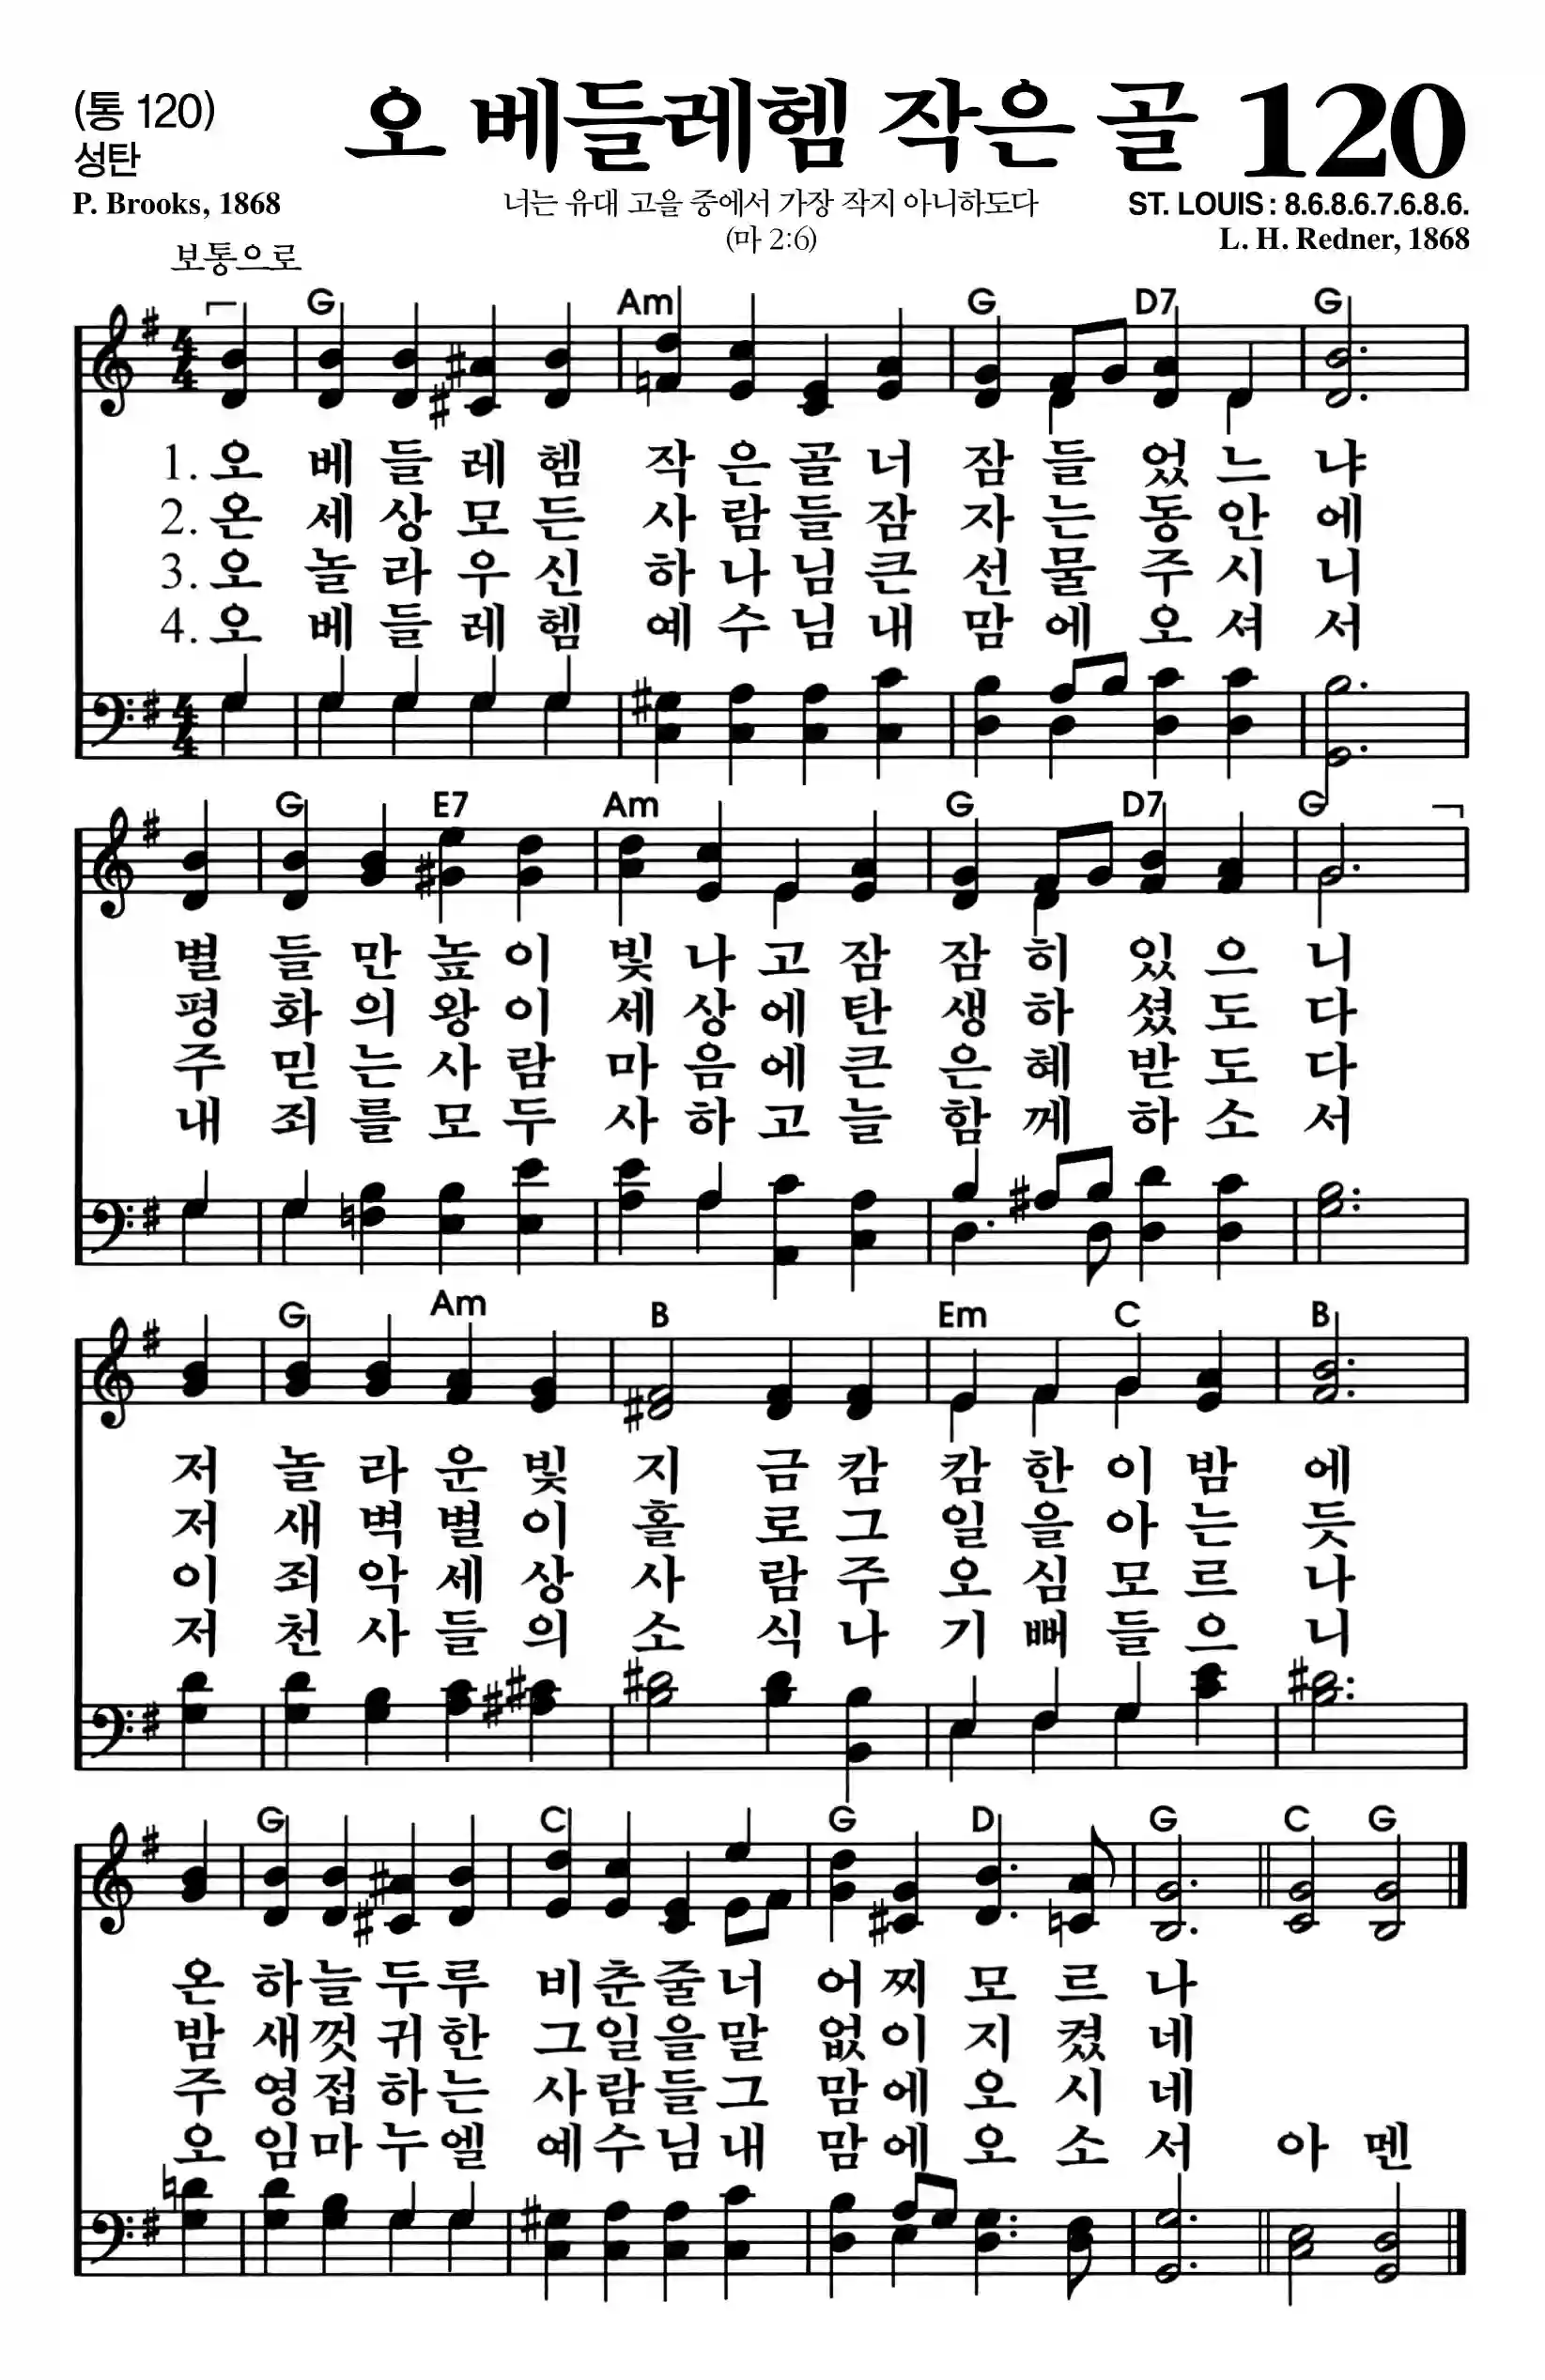 (통 120)
오 베들레헴 작은 골 120
성탄
P. Brooks, 1868
너는 유대 고을 중에서 가장 작지 아니하도다
(마 2:6)
ST. LOUIS : 8.6.8.6.7.6.8.6.
L. H. Redner, 1868
보통으로
G Am G D7 G
1. 오 베 들 레 헴 작 은 골 너 잠 들 었 느 냐
2. 온 세 상 모 든 사 람 들 잠 자 는 동 안 에
3. 오 놀 라 우 신 하 나 님 큰 선 물 주 시 니
4. 오 베 들 레 헴 예 수 님 내 맘 에 오 셔 서
G E7 Am G D7 G
별 들 만 높 이 빛 나 고 잠 잠 히 있 으 니
평 화 의 왕 이 세 상 에 탄 생 하 셨 도 다
주 믿 는 사 람 마 음 에 큰 은 혜 받 도 다
내 죄 를 모 두 사 하 고 늘 함 께 하 소 서
G Am B Em C B
저 놀 라 운 빛 지 금 캄 캄 한 이 밤 에
저 새 벽 별 이 홀 로 그 일 을 아 는 듯
이 죄 악 세 상 사 람 주 오 심 모 르 나
저 천 사 들 의 소 식 나 기 뻐 들 으 니
G C G D G C G
온 하 늘 두 루 비 춘 줄 너 어 찌 모 르 나
밤 새 껏 귀 한 그 일 을 말 없 이 지 켰 네
주 영 접 하 는 사 람 들 그 맘 에 오 시 네
오 임 마 누 엘 예 수 님 내 맘 에 오 소 서 아 멘